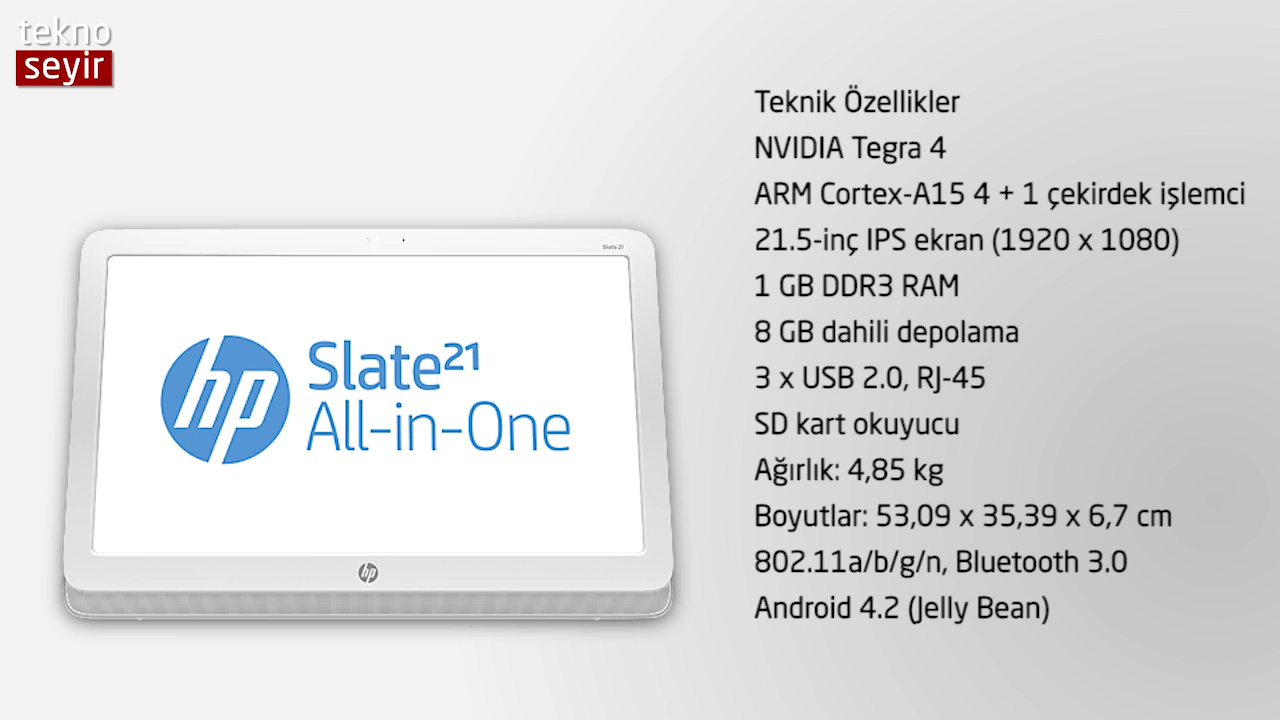 tekno
seyir
Teknik Özellikler
NVIDIA Tegra 4
ARM Cortex-A15 4 + 1 çekirdek işlemci
21.5-inç IPS ekran (1920 x 1080)
1 GB DDR3 RAM
8 GB dahili depolama
3 x USB 2.0, RJ-45
SD kart okuyucu
Ağırlık: 4,85 kg
Boyutlar: 53,09 x 35,39 x 6,7 cm
802.11a/b/g/n, Bluetooth 3.0
Android 4.2 (Jelly Bean)
Slate 21
hp Slate²¹
All-in-One
hp